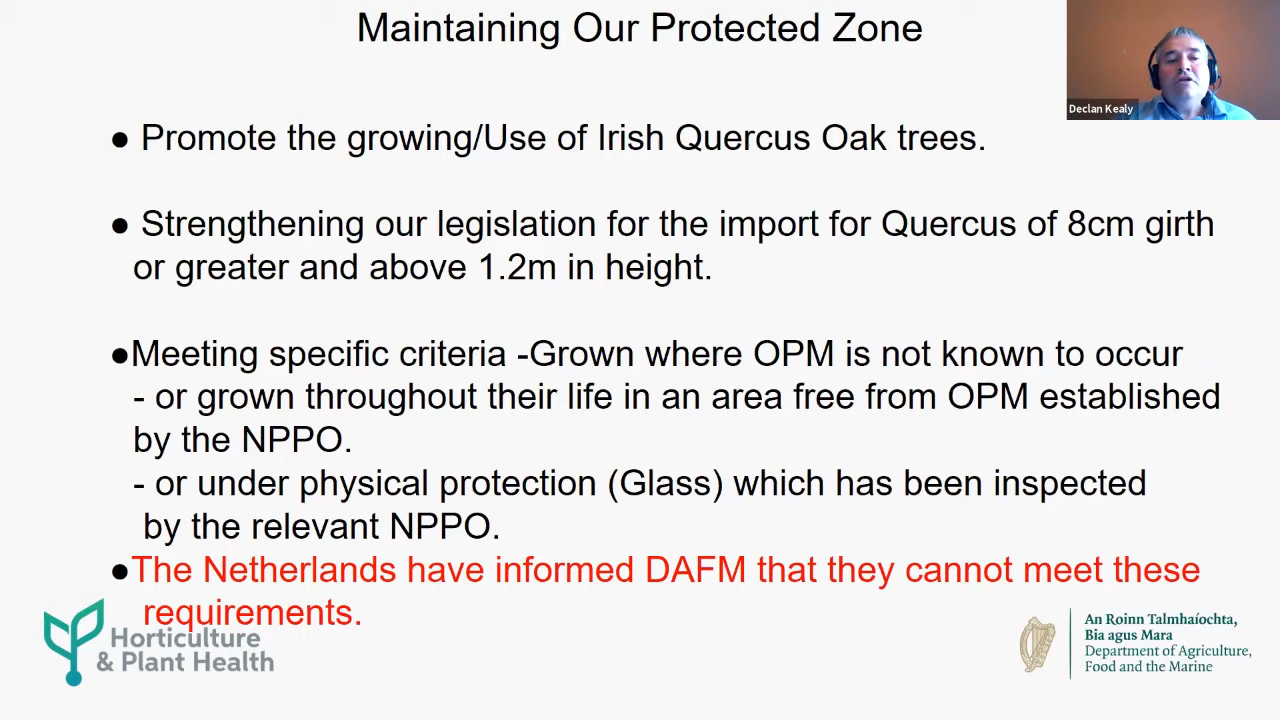 Maintaining Our Protected Zone
Declan Kealy
● Promote the growing/Use of Irish Quercus Oak trees.
● Strengthening our legislation for the import for Quercus of 8cm girth
or greater and above 1.2m in height.
●Meeting specific criteria -Grown where OPM is not known to occur
- or grown throughout their life in an area free from OPM established
by the NPPO.
- or under physical protection (Glass) which has been inspected
by the relevant NPPO.
●The Netherlands have informed DAFM that they cannot meet these
requirements.
Horticulture
& Plant Health
An Roinn Talmhaíochta,
Bia agus Mara
Department of Agriculture,
Food and the Marine